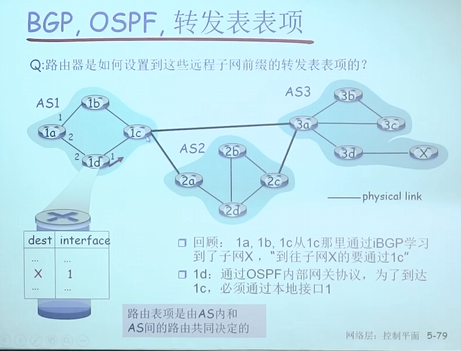 BGP, OSPF, 转发表表项
Q:路由器是如何设置到这些远程子网前缀的转发表表项的?
AS1
1b
1a
1
2
2
1d
1
1c
AS2
2b
2a
2c
2d
AS3
3b
3a
3c
3d
X
physical link
dest interface
...
X 1
...
回顾: 1a, 1b, 1c从1c那里通过iBGP学习
到了子网X ,"到往子网X的要通过1c"
1d: 通过OSPF内部网关协议, 为了到达
1c, 必须通过本地接口1
路由表项是由AS内和
AS间的路由共同决定的
网络层: 控制平面 5-79